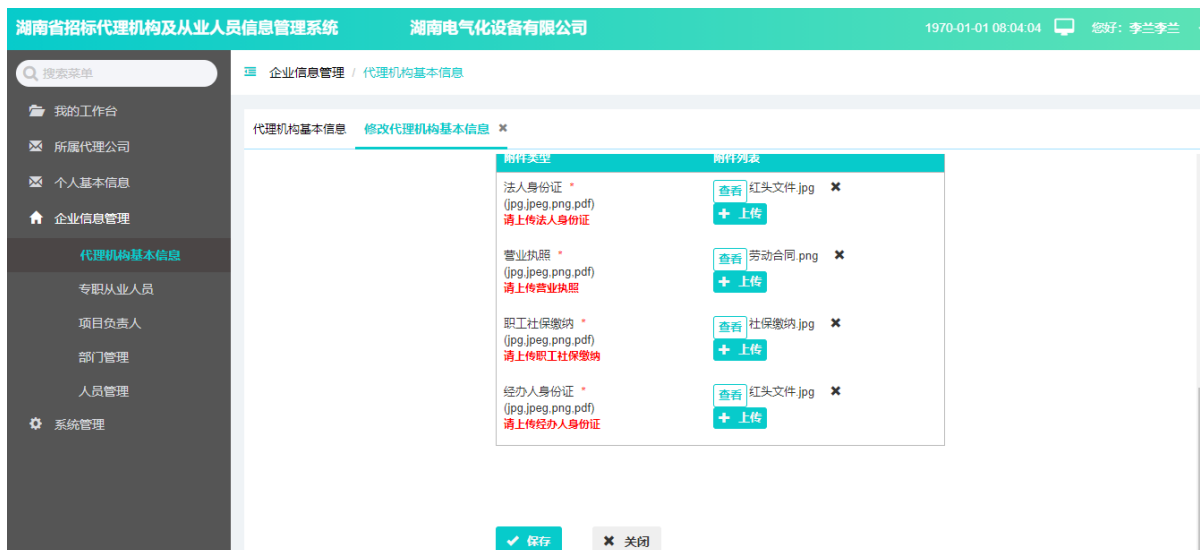 湖南省招标代理机构及从业人员信息管理系统 湖南电气化设备有限公司 1970-01-01 08:04:04 您好：李兰李兰
搜索菜单
企业信息管理 / 代理机构基本信息
我的工作台
所属代理公司
个人基本信息
企业信息管理
代理机构基本信息
专职从业人员
项目负责人
部门管理
人员管理
系统管理
代理机构基本信息 修改代理机构基本信息
附件类型 附件列表
法人身份证 *
(jpg,jpeg,png,pdf)
请上传法人身份证
查看 红头文件.jpg
上传
营业执照 *
(jpg,jpeg,png,pdf)
请上传营业执照
查看 劳动合同.png
上传
职工社保缴纳 *
(jpg,jpeg,png,pdf)
请上传职工社保缴纳
查看 社保缴纳.jpg
上传
经办人身份证 *
(jpg,jpeg,png,pdf)
请上传经办人身份证
查看 红头文件.jpg
上传
保存 关闭